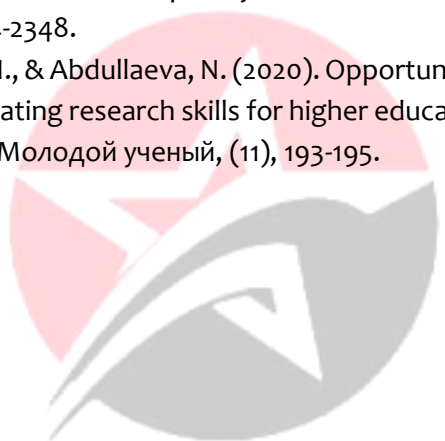 -2348.
., & Abdullaeva, N. (2020). Opportun
ating research skills for higher educa
Молодой ученый, (11), 193-195.